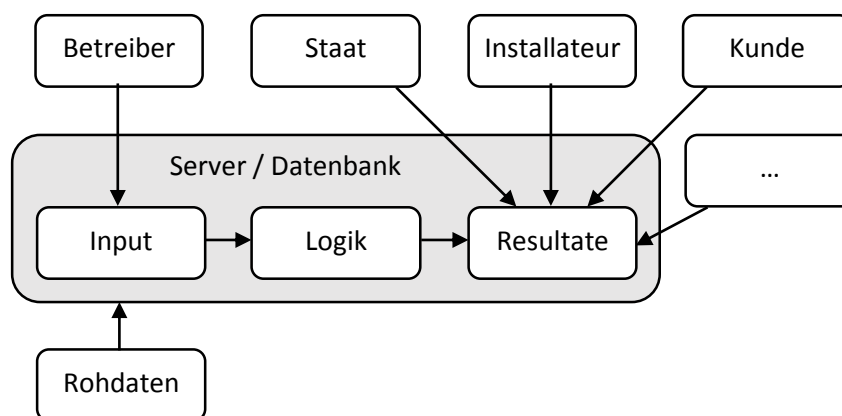 Betreiber
Staat
Installateur
Kunde
Server / Datenbank
...
Input
Logik
Resultate
Rohdaten